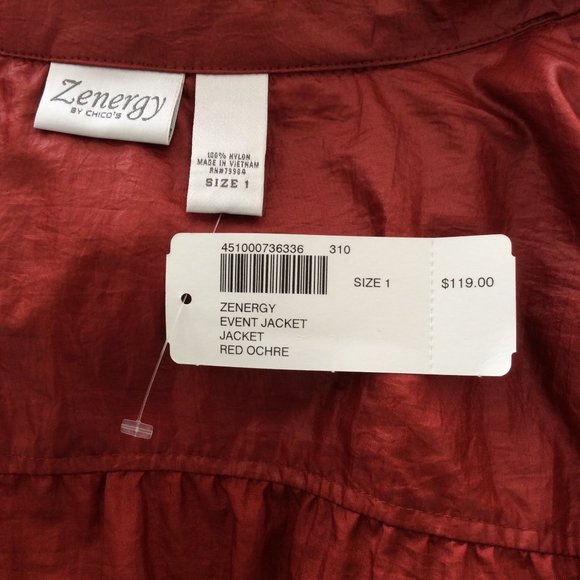 Zenergy
BY CHICO'S
100% NYLON
MADE IN VIETNAM
RN#79984
SIZE 1
451000736336 310
SIZE 1 $119.00
ZENERGY
EVENT JACKET
JACKET
RED OCHRE